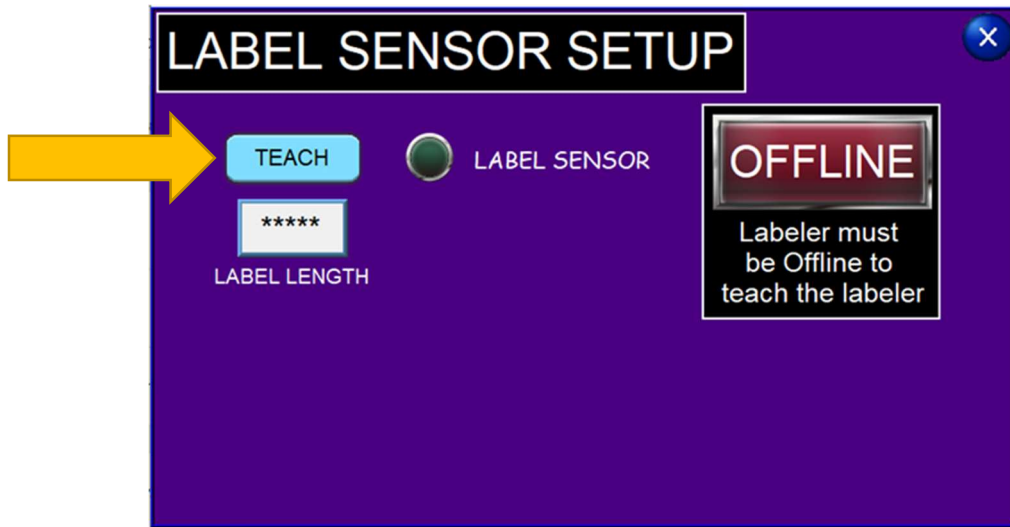 LABEL SENSOR SETUP
X
TEACH
LABEL SENSOR
*****
LABEL LENGTH
OFFLINE
Labeler must
be Offline to
teach the labeler